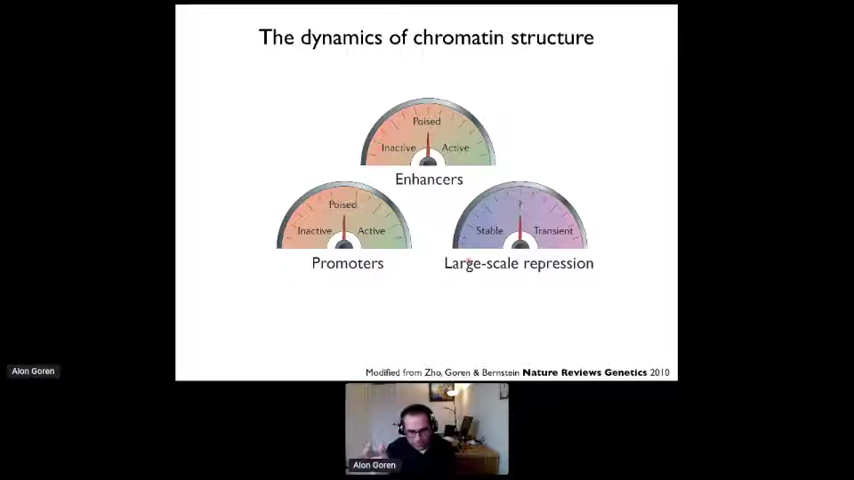 The dynamics of chromatin structure
Poised
Inactive Active
Enhancers
Poised
Inactive Active
Promoters
?
Stable Transient
Large-scale repression
Modified from Zho, Goren & Bernstein Nature Reviews Genetics 2010
Alon Goren
Alon Goren